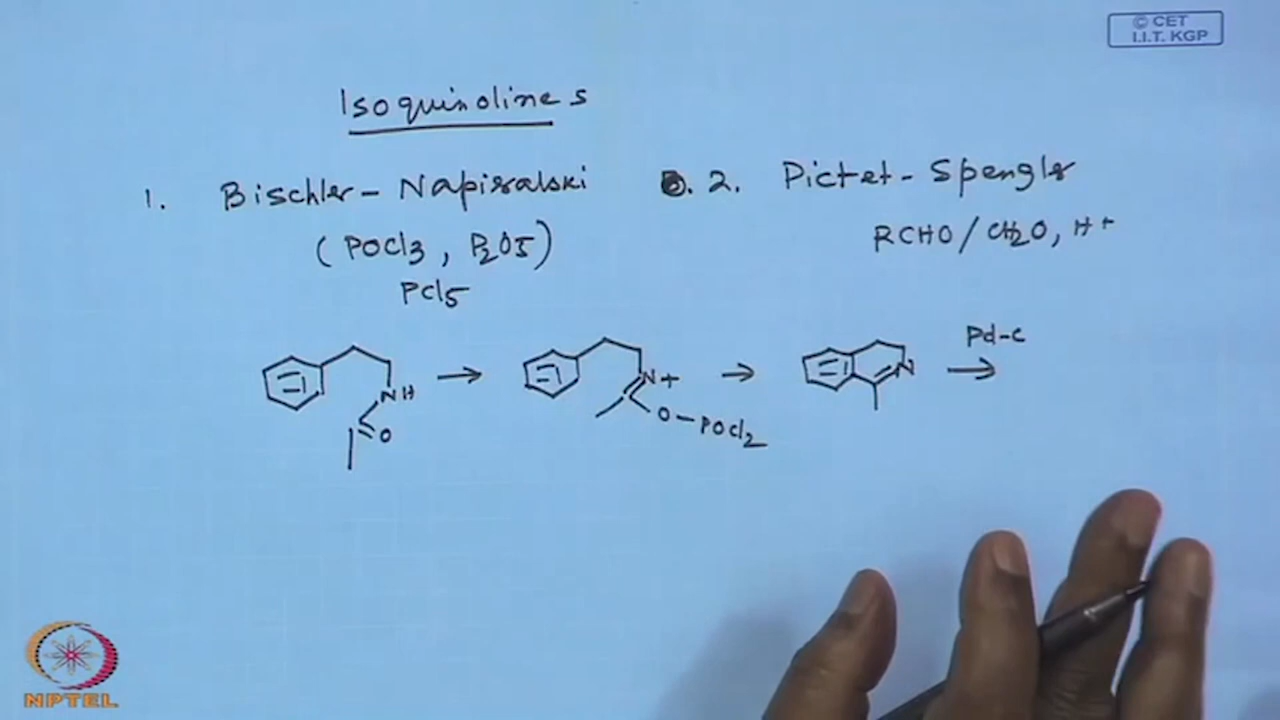 © CET
I.I.T. KGP
Isoquinolines
1. Bischler - Napiralski
(POCl3, P2O5)
PCl5
2. Pictet - Spengler
RCHO/CH2O, H+
NH
O
N+
O-POCl2
N
Pd-C
NPTEL